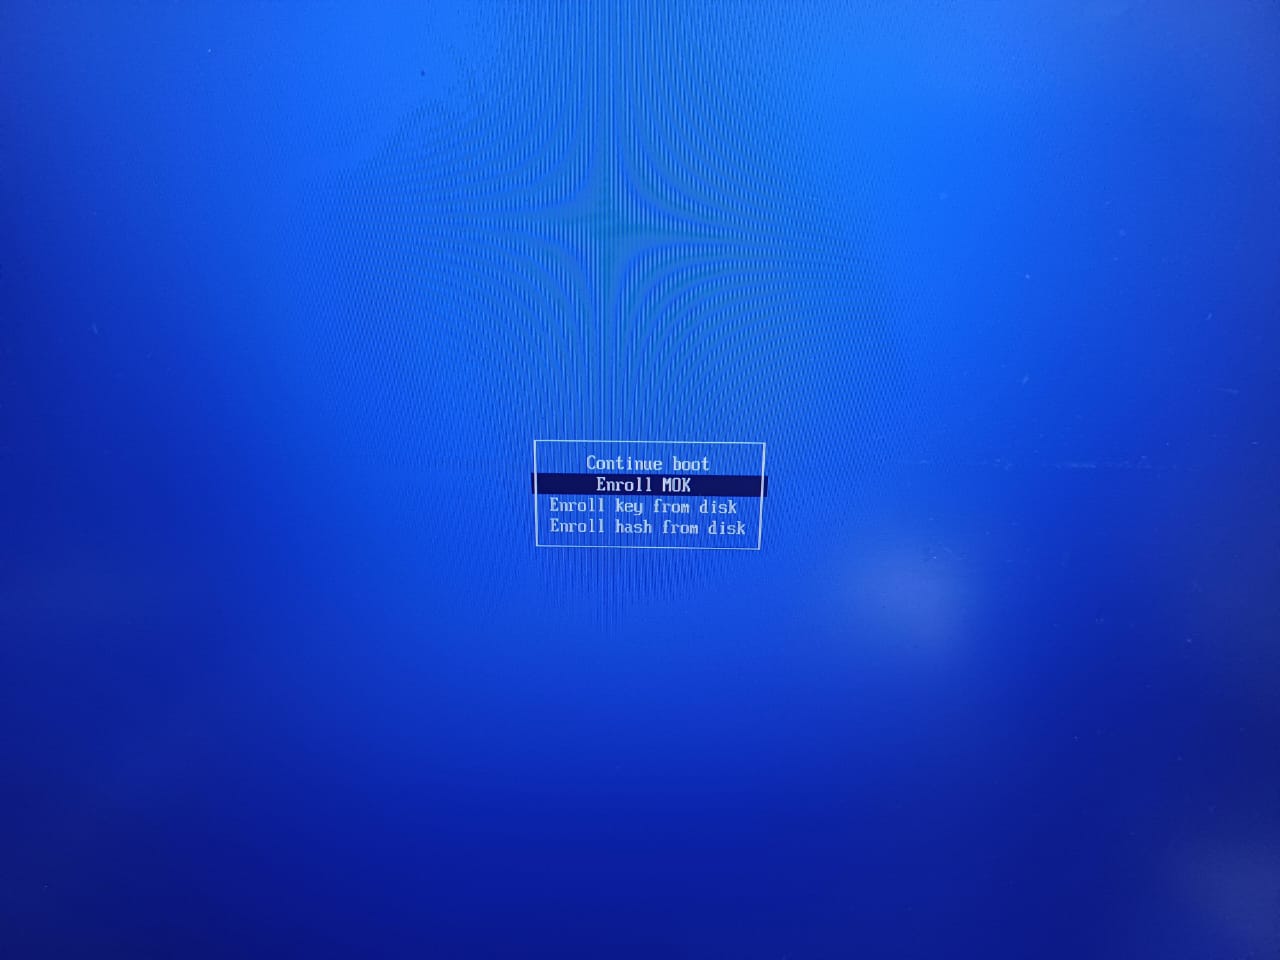 Continue boot
Enroll MOK
Enroll key from disk
Enroll hash from disk